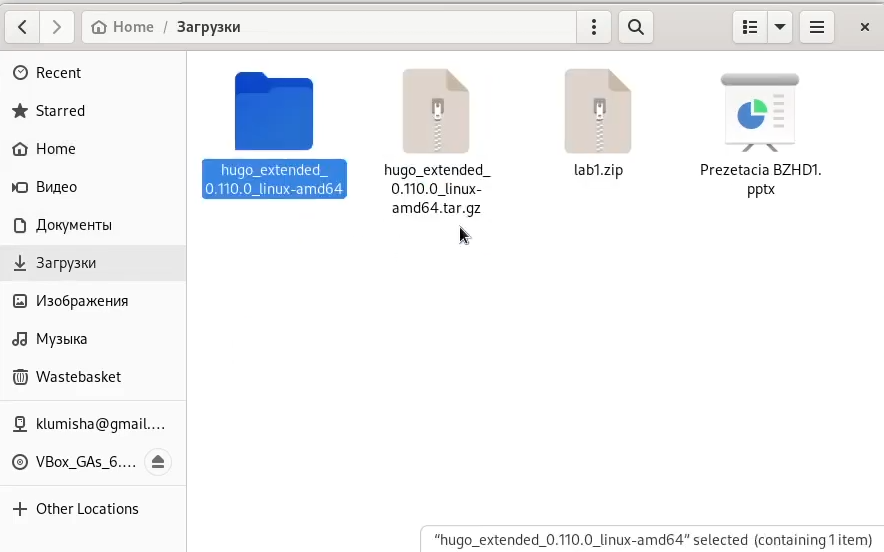 Home / Загрузки
Recent
Starred
Home
Видео
Документы
Загрузки
Изображения
Музыка
Wastebasket
klumisha@gmail....
VBox_GAs_6....
Other Locations
hugo_extended_
0.110.0_linux-amd64
hugo_extended_
0.110.0_linux-
amd64.tar.gz
lab1.zip
Prezetacia BZHD1.
pptx
“hugo_extended_0.110.0_linux-amd64” selected (containing 1 item)